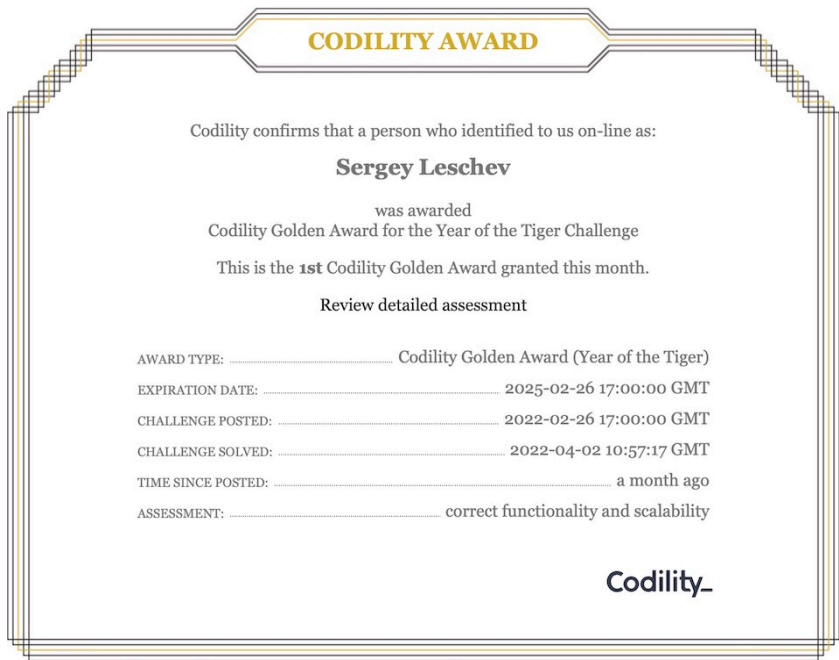 CODILITY AWARD
Codility confirms that a person who identified to us on-line as:
Sergey Leschev
was awarded
Codility Golden Award for the Year of the Tiger Challenge
This is the 1st Codility Golden Award granted this month.
Review detailed assessment
AWARD TYPE: Codility Golden Award (Year of the Tiger)
EXPIRATION DATE: 2025-02-26 17:00:00 GMT
CHALLENGE POSTED: 2022-02-26 17:00:00 GMT
CHALLENGE SOLVED: 2022-04-02 10:57:17 GMT
TIME SINCE POSTED: a month ago
ASSESSMENT: correct functionality and scalability
Codility_